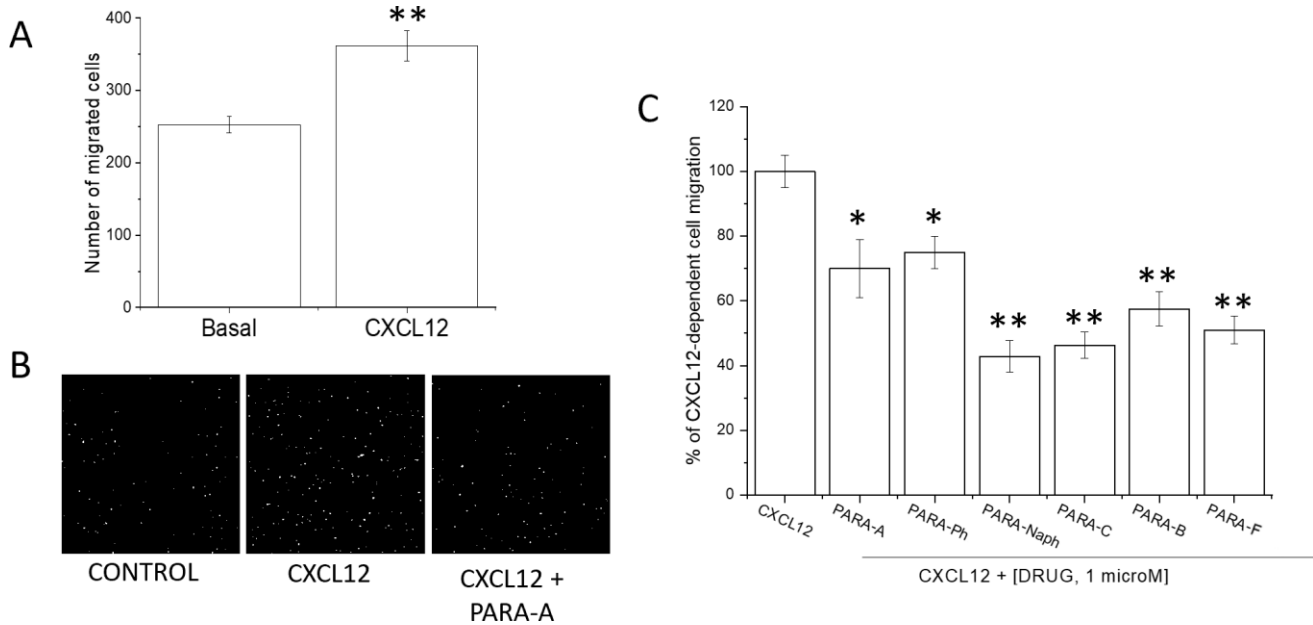 A
Number of migrated cells
400
300
200
100
0
**
Basal
CXCL12
B
CONTROL
CXCL12
CXCL12 +
PARA-A
C
% of CXCL12-dependent cell migration
120
100
80
60
40
20
0
*
*
**
**
**
**
CXCL12
PARA-A
PARA-Ph
PARA-Naph
PARA-C
PARA-B
PARA-F
CXCL12 + [DRUG, 1 microM]